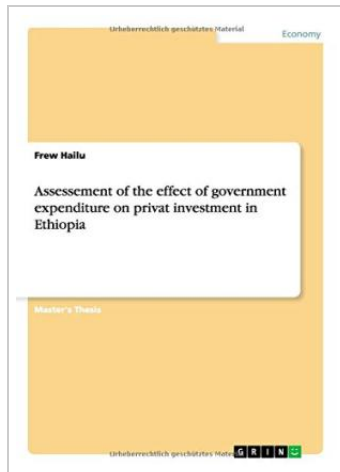 Urheberrechtlich geschütztes Material
Economy
Frew Hailu
Assessement of the effect of government
expenditure on privat investment in
Ethiopia
Master's Thesis
Urheberrechtlich geschütztes Mater
GRIN